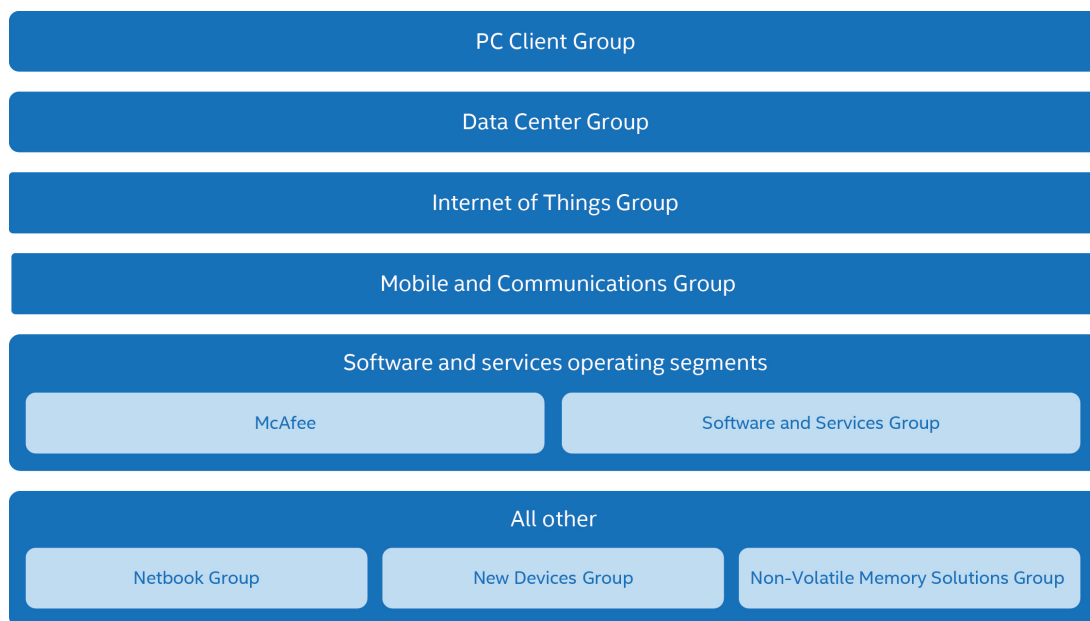 PC Client Group
Data Center Group
Internet of Things Group
Mobile and Communications Group
Software and services operating segments
McAfee
Software and Services Group
All other
Netbook Group
New Devices Group
Non-Volatile Memory Solutions Group